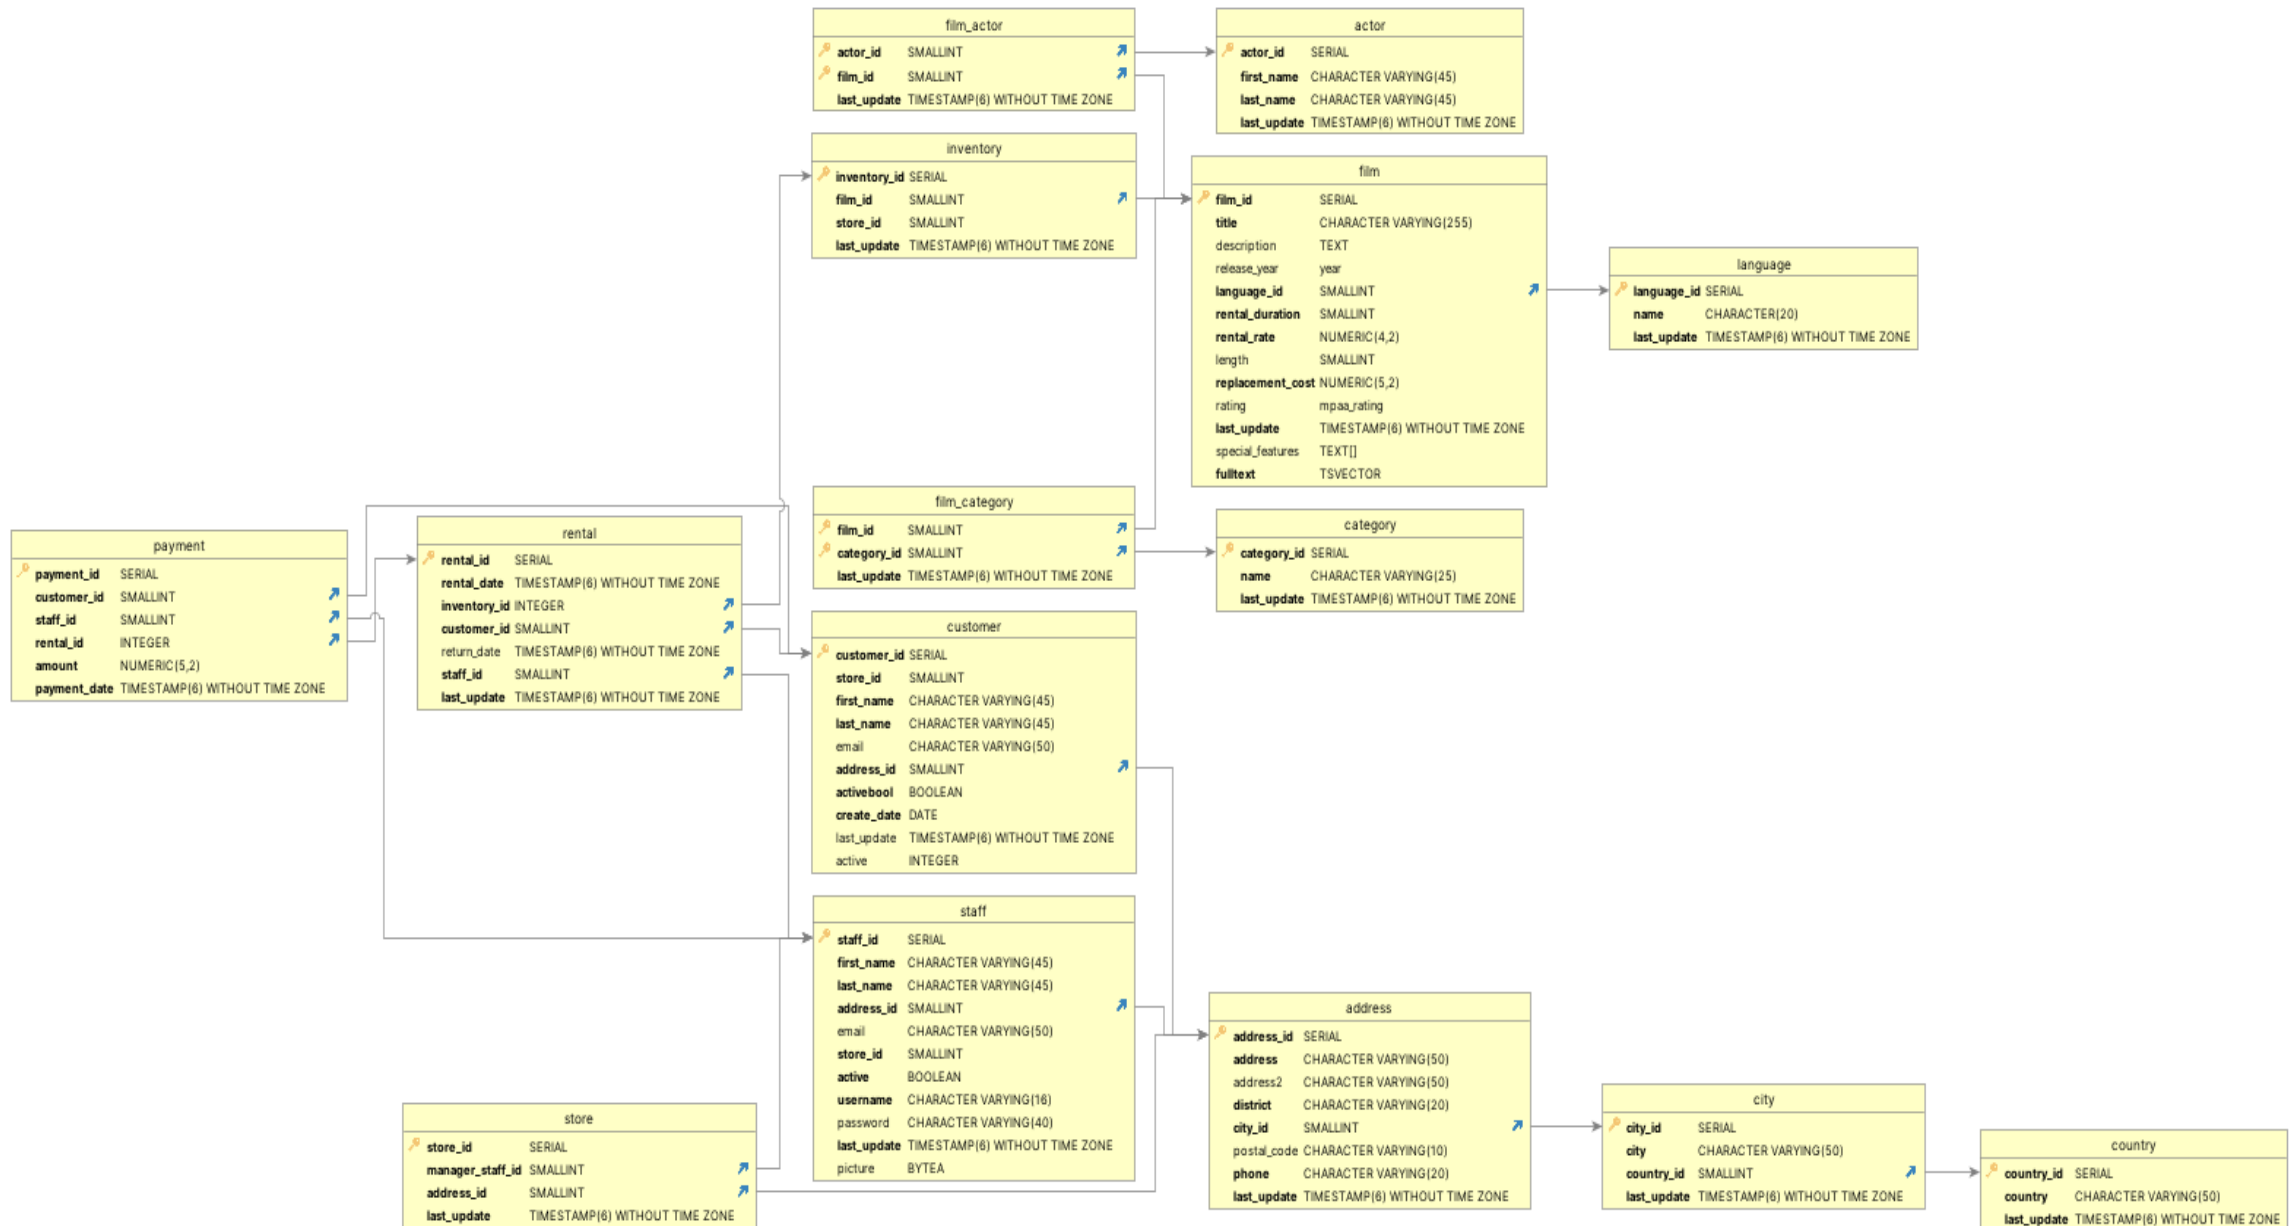 film_actor
actor_id SMALLINT
film_id SMALLINT
last_update TIMESTAMP(6) WITHOUT TIME ZONE
actor
actor_id SERIAL
first_name CHARACTER VARYING(45)
last_name CHARACTER VARYING(45)
last_update TIMESTAMP(6) WITHOUT TIME ZONE
inventory
inventory_id SERIAL
film_id SMALLINT
store_id SMALLINT
last_update TIMESTAMP(6) WITHOUT TIME ZONE
film
film_id SERIAL
title CHARACTER VARYING(255)
description TEXT
release_year year
language_id SMALLINT
rental_duration SMALLINT
rental_rate NUMERIC(4,2)
length SMALLINT
replacement_cost NUMERIC(5,2)
rating mpaa_rating
last_update TIMESTAMP(6) WITHOUT TIME ZONE
special_features TEXT[]
fulltext TSVECTOR
language
language_id SERIAL
name CHARACTER(20)
last_update TIMESTAMP(6) WITHOUT TIME ZONE
payment
payment_id SERIAL
customer_id SMALLINT
staff_id SMALLINT
rental_id INTEGER
amount NUMERIC(5,2)
payment_date TIMESTAMP(6) WITHOUT TIME ZONE
rental
rental_id SERIAL
rental_date TIMESTAMP(6) WITHOUT TIME ZONE
inventory_id INTEGER
customer_id SMALLINT
return_date TIMESTAMP(6) WITHOUT TIME ZONE
staff_id SMALLINT
last_update TIMESTAMP(6) WITHOUT TIME ZONE
film_category
film_id SMALLINT
category_id SMALLINT
last_update TIMESTAMP(6) WITHOUT TIME ZONE
category
category_id SERIAL
name CHARACTER VARYING(25)
last_update TIMESTAMP(6) WITHOUT TIME ZONE
customer
customer_id SERIAL
store_id SMALLINT
first_name CHARACTER VARYING(45)
last_name CHARACTER VARYING(45)
email CHARACTER VARYING(50)
address_id SMALLINT
activebool BOOLEAN
create_date DATE
last_update TIMESTAMP(6) WITHOUT TIME ZONE
active INTEGER
staff
staff_id SERIAL
first_name CHARACTER VARYING(45)
last_name CHARACTER VARYING(45)
address_id SMALLINT
email CHARACTER VARYING(50)
store_id SMALLINT
active BOOLEAN
username CHARACTER VARYING(16)
password CHARACTER VARYING(40)
last_update TIMESTAMP(6) WITHOUT TIME ZONE
picture BYTEA
store
store_id SERIAL
manager_staff_id SMALLINT
address_id SMALLINT
last_update TIMESTAMP(6) WITHOUT TIME ZONE
address
address_id SERIAL
address CHARACTER VARYING(50)
address2 CHARACTER VARYING(50)
district CHARACTER VARYING(20)
city_id SMALLINT
postal_code CHARACTER VARYING(10)
phone CHARACTER VARYING(20)
last_update TIMESTAMP(6) WITHOUT TIME ZONE
city
city_id SERIAL
city CHARACTER VARYING(50)
country_id SMALLINT
last_update TIMESTAMP(6) WITHOUT TIME ZONE
country
country_id SERIAL
country CHARACTER VARYING(50)
last_update TIMESTAMP(6) WITHOUT TIME ZONE